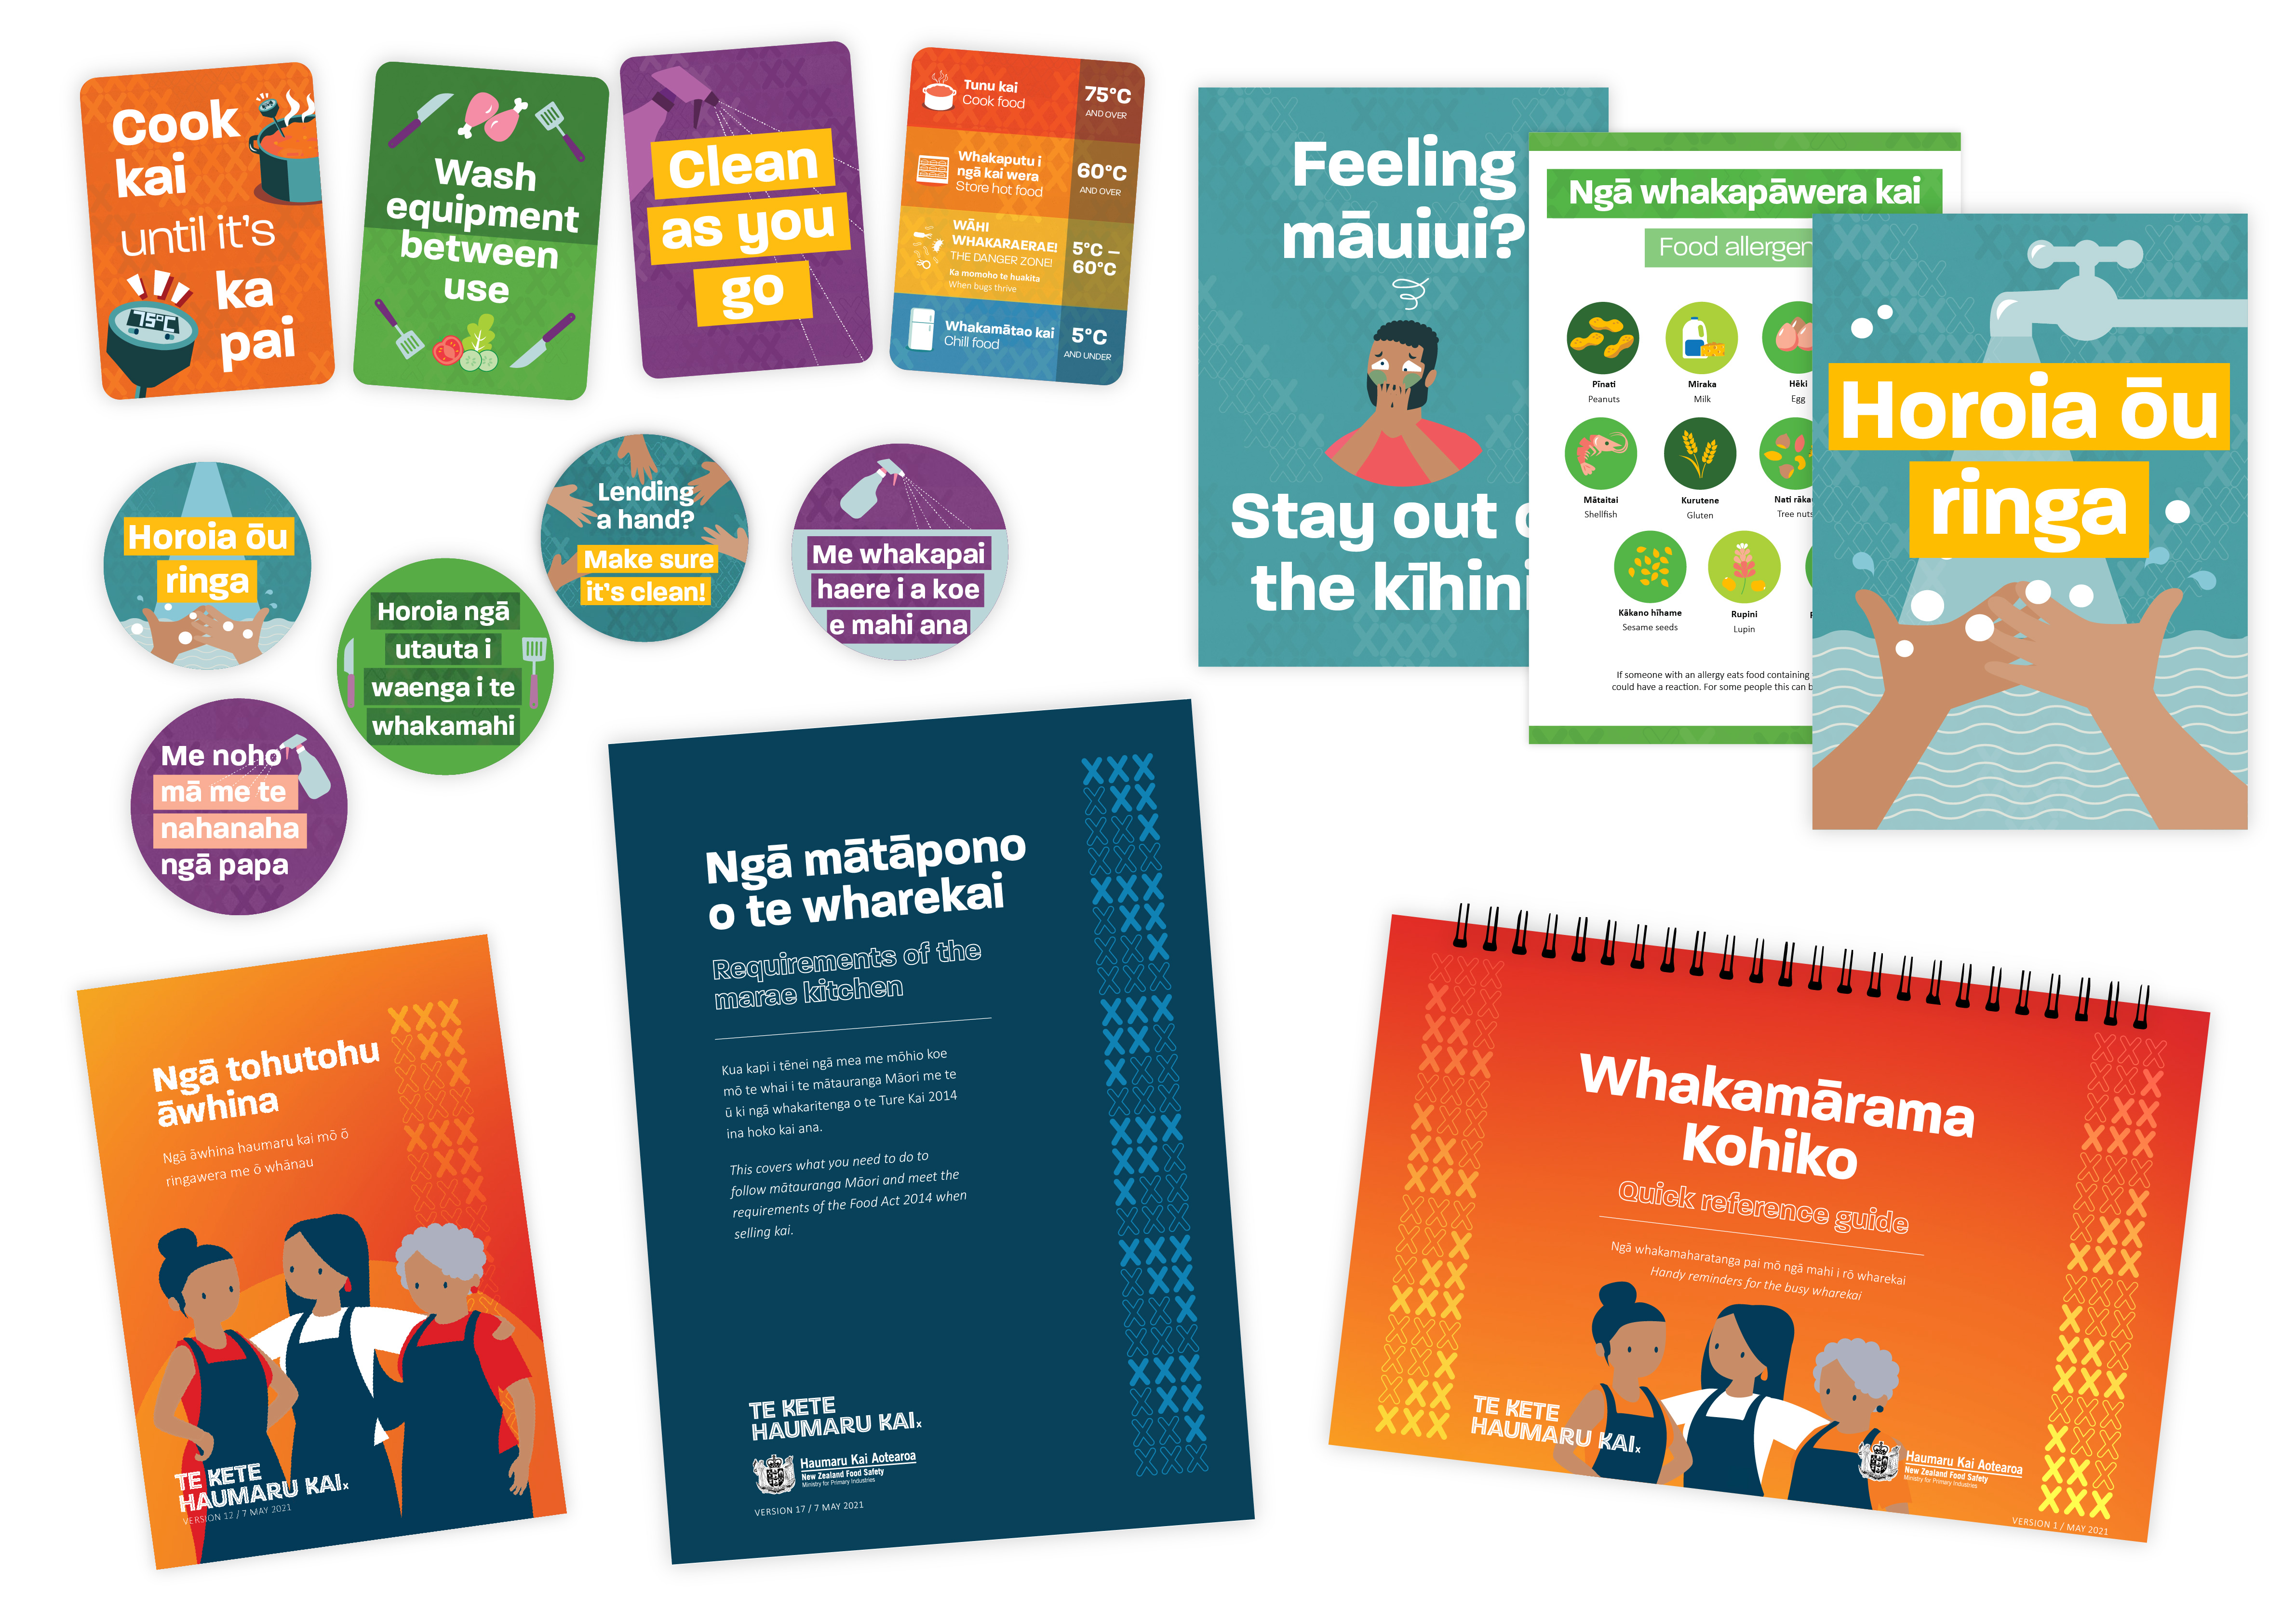 Cook
kai
until it's
75°C
ka
pai
Wash
equipment
between
use
Clean
as you
go
Tunu kai
Cook food
75°C
AND OVER
Whakaputu i
ngā kai wera
Store hot food
60°C
AND OVER
WĀHI
WHAKARAERAE!
THE DANGER ZONE!
Ka momoho te huakita
When bugs thrive
5°C –
60°C
Whakamātao kai
Chill food
5°C
AND UNDER
Feeling
māuiui?
Stay out
the kīhini
Ngā whakapāwera kai
Food allergen
Pīnati
Peanuts
Miraka
Milk
Hēki
Egg
Mātaitai
Shellfish
Kurutene
Gluten
Nati rāka
Tree nuts
Kākano hīhame
Sesame seeds
Rupini
Lupin
If someone with an allergy eats food containing
could have a reaction. For some people this can b
Horoia ōu
ringa
Horoia ōu
ringa
Lending
a hand?
Make sure
it's clean!
Me whakapai
haere i a koe
e mahi ana
Horoia ngā
utauta i
waenga i te
whakamahi
Me noho
mā me te
nahanaha
ngā papa
Ngā tohutohu
āwhina
Ngā āwhina haumaru kai mō ō
ringawera me ō whānau
TE KETE
HAUMARU KAI x
VERSION 12 / 7 MAY 2021
Ngā mātāpono
o te wharekai
Requirements of the
marae kitchen
Kua kapi i tēnei ngā mea me mōhio koe
mō te whai i te mātauranga Māori me te
ū ki ngā whakaritenga o te Ture Kai 2014
ina hoko kai ana.
This covers what you need to do to
follow mātauranga Māori and meet the
requirements of the Food Act 2014 when
selling kai.
TE KETE
HAUMARU KAI x
Haumaru Kai Aotearoa
New Zealand Food Safety
Ministry for Primary Industries
VERSION 17 / 7 MAY 2021
Whakamārama
Kohiko
Quick reference guide
Ngā whakamaharatanga pai mō ngā mahi i rō wharekai
Handy reminders for the busy wharekai
TE KETE
HAUMARU KAI x
Haumaru Kai Aotearoa
New Zealand Food Safety
Ministry for Primary Industries
VERSION 1 / MAY 2021